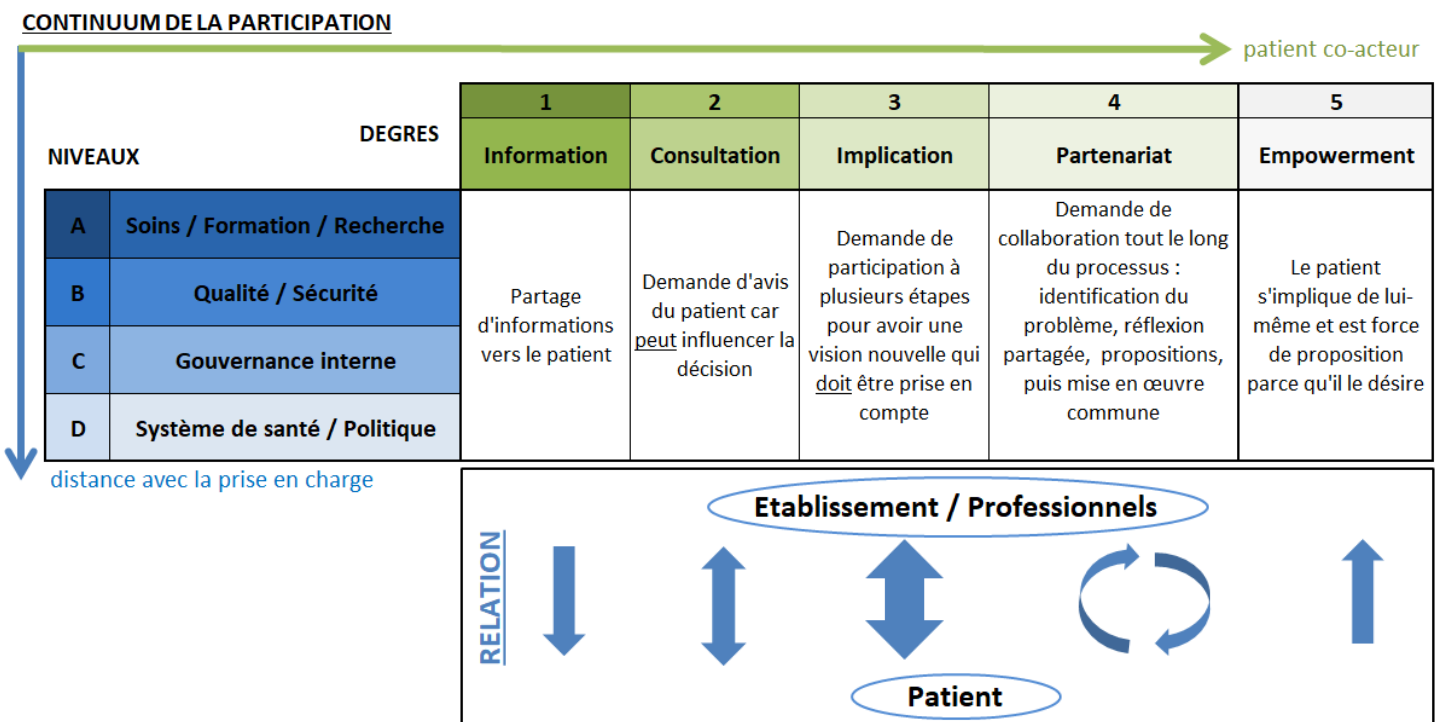 CONTINUUM DE LA PARTICIPATION
patient co-acteur
DEGRES
NIVEAUX
1
2
3
4
5
Information
Consultation
Implication
Partenariat
Empowerment
A
Soins / Formation / Recherche
B
Qualité / Sécurité
C
Gouvernance interne
D
Système de santé / Politique
Partage
d'informations
vers le patient
Demande d'avis
du patient car
peut influencer la
décision
Demande de
participation à
plusieurs étapes
pour avoir une
vision nouvelle qui
doit être prise en
compte
Demande de
collaboration tout le long
du processus :
identification du
problème, réflexion
partagée, propositions,
puis mise en œuvre
commune
Le patient
s'implique de lui-
même et est force
de proposition
parce qu'il le désire
distance avec la prise en charge
Etablissement / Professionnels
RELATION
Patient